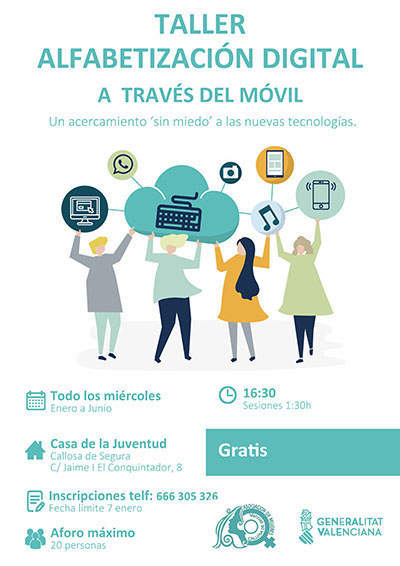 TALLER
ALFABETIZACIÓN DIGITAL
A TRAVÉS DEL MÓVIL
Un acercamiento 'sin miedo' a las nuevas tecnologías.
Todo los miércoles
Enero a Junio
16:30
Sesiones 1:30h
Casa de la Juventud
Callosa de Segura
C/ Jaime I El Conquintador, 8
Gratis
Inscripciones telf: 666 305 326
Fecha límite 7 enero
Aforo máximo
20 personas
GENERALITAT
VALENCIANA